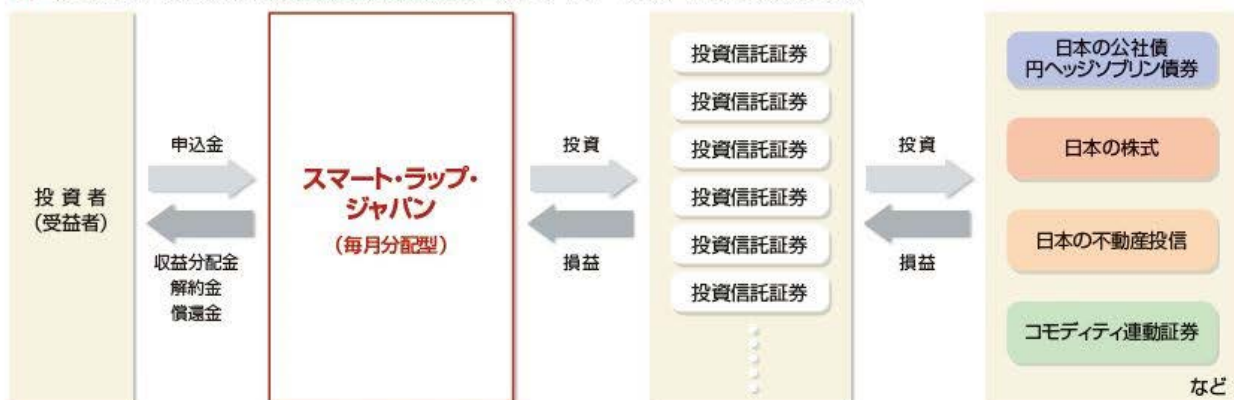 投資者
(受益者)
申込金
収益分配金
解約金
償還金
スマート・ラップ・
ジャパン
(毎月分配型)
投資
損益
投資信託証券
投資信託証券
投資信託証券
投資信託証券
投資信託証券
投資信託証券
投資
損益
日本の公社債
円ヘッジソブリン債券
日本の株式
日本の不動産投信
コモディティ連動証券
など